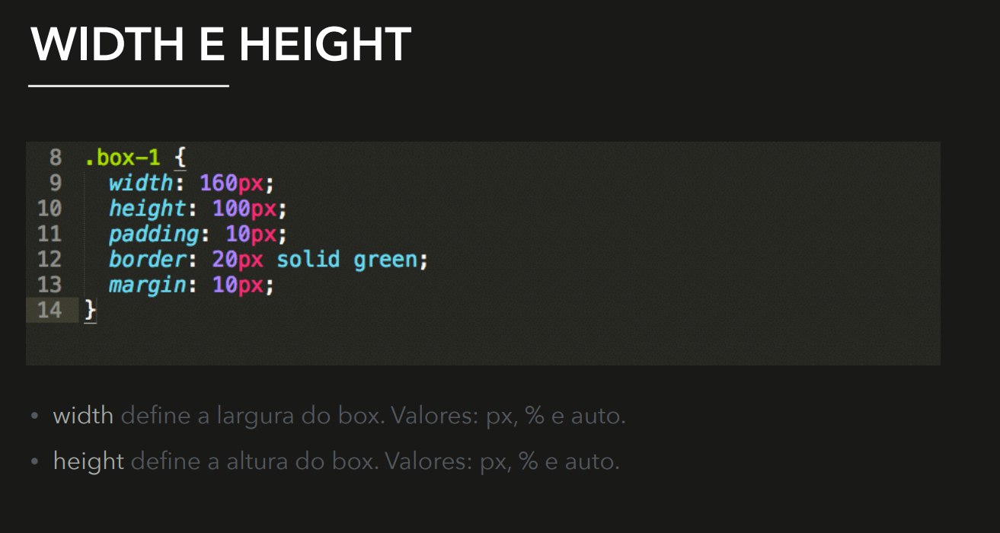 WIDTH E HEIGHT
8 .box-1 {
9 width: 160px;
10 height: 100px;
11 padding: 10px;
12 border: 20px solid green;
13 margin: 10px;
14 }
• width define a largura do box. Valores: px, % e auto.
• height define a altura do box. Valores: px, % e auto.